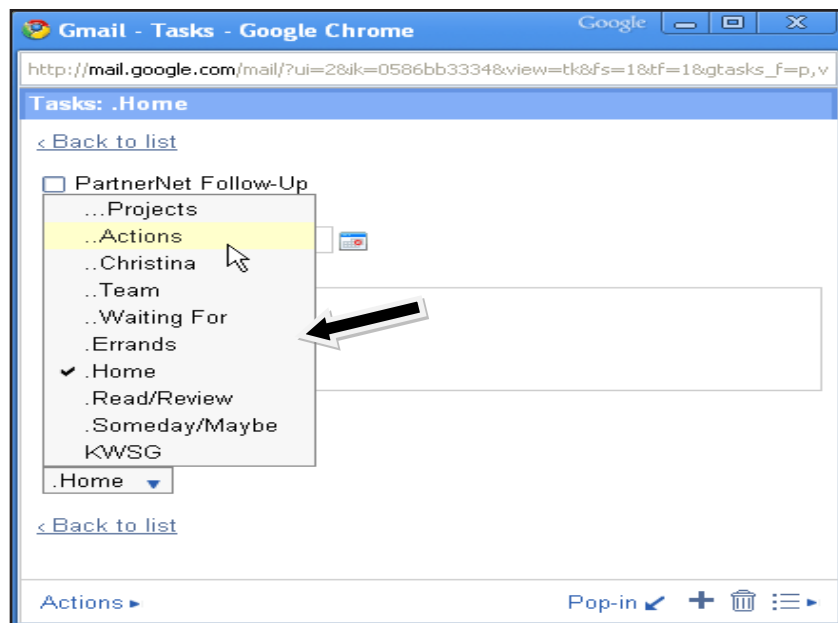 Gmail - Tasks - Google Chrome
Google
http://mail.google.com/mail/?ui=2&ik=0586bb3334&view=tk&fs=1&tf=1&gtasks_f=p,v
Tasks: .Home
< Back to list
PartnerNet Follow-Up
...Projects
..Actions
..Christina
..Team
..Waiting For
.Errands
.Home
.Read/Review
.Someday/Maybe
KWSG
.Home
< Back to list
Actions
Pop-in